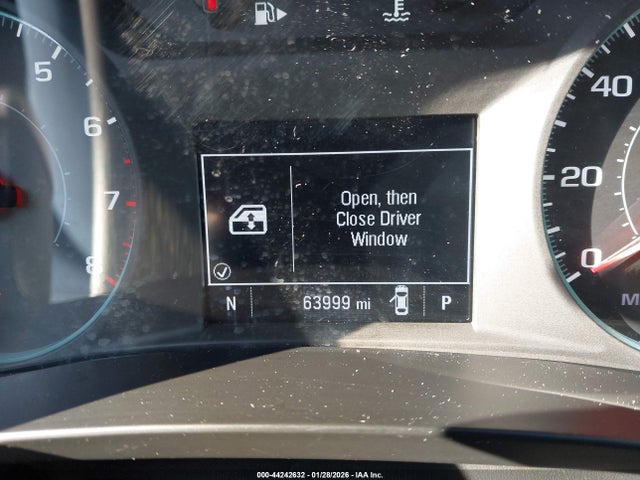 5
6
7
8
40
20
0
Open, then
Close Driver
Window
N 63999 mi P
M
000-44242632 - 01/28/2026 - IAA Inc.